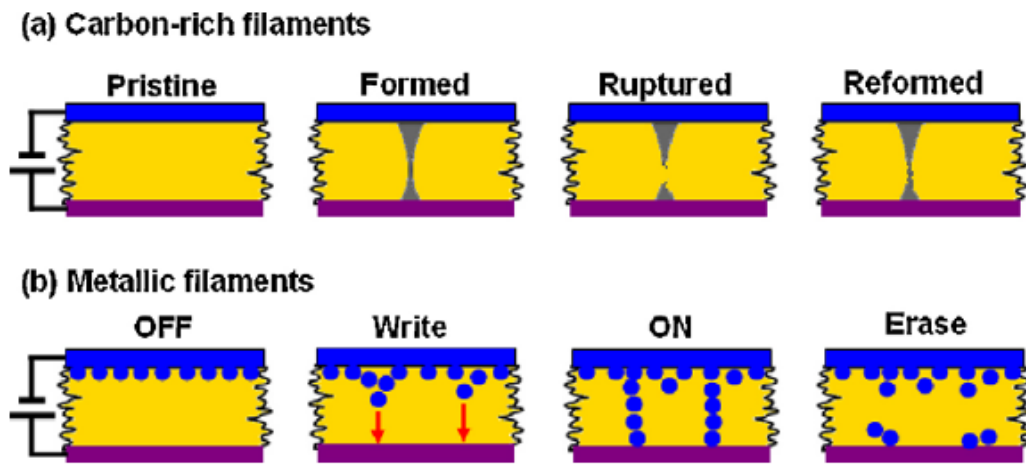 (a) Carbon-rich filaments
Pristine Formed Ruptured Reformed
(b) Metallic filaments
OFF Write ON Erase